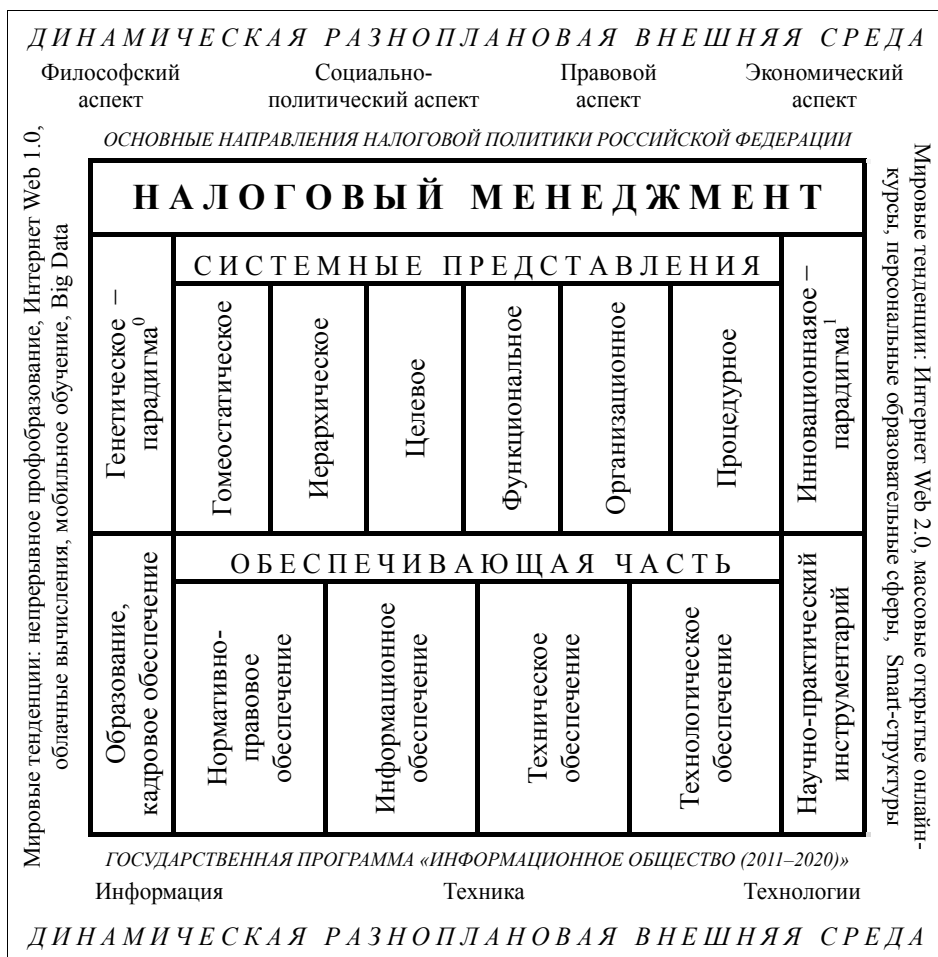 ДИНАМИЧЕСКАЯ РАЗНОПЛАНОВАЯ ВНЕШНЯЯ СРЕДА
Философский
аспект
Социально-
политический аспект
Правовой
аспект
Экономический
аспект
ОСНОВНЫЕ НАПРАВЛЕНИЯ НАЛОГОВОЙ ПОЛИТИКИ РОССИЙСКОЙ ФЕДЕРАЦИИ
Мировые тенденции: непрерывное профобразование, Интернет Web 1.0,
облачные вычисления, мобильное обучение, Big Data
НАЛОГОВЫЙ МЕНЕДЖМЕНТ
Генетическое –
парадигма⁰
СИСТЕМНЫЕ ПРЕДСТАВЛЕНИЯ
Гомеостатическое
Иерархическое
Целевое
Функциональное
Организационное
Процедурное
Инновационнаяое –
парадигма¹
Образование,
кадровое обеспечение
ОБЕСПЕЧИВАЮЩАЯ ЧАСТЬ
Нормативно-
правовое
обеспечение
Информационное
обеспечение
Техническое
обеспечение
Технологическое
обеспечение
Научно-практический
инструментарий
Мировые тенденции: Интернет Web 2.0, массовые открытые онлайн-
курсы, персональные образовательные сферы, Smart-структуры
ГОСУДАРСТВЕННАЯ ПРОГРАММА «ИНФОРМАЦИОННОЕ ОБЩЕСТВО (2011–2020)»
Информация
Техника
Технологии
ДИНАМИЧЕСКАЯ РАЗНОПЛАНОВАЯ ВНЕШНЯЯ СРЕДА